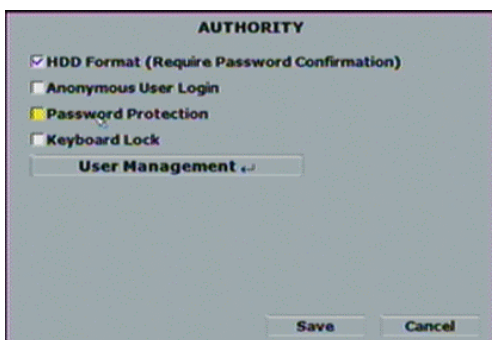 AUTHORITY
HDD Format (Require Password Confirmation)
Anonymous User Login
Password Protection
Keyboard Lock
User Management ↵
Save Cancel